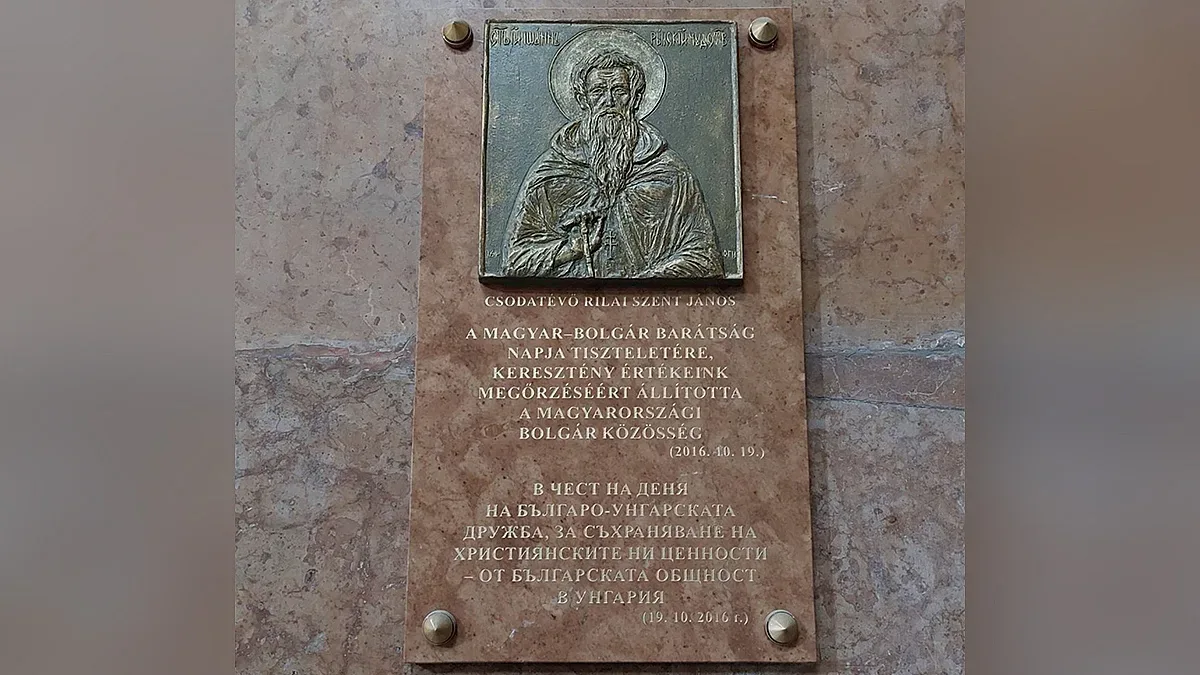 CSODATÉVŐ RILAI SZENT JÁNOS
A MAGYAR–BOLGÁR BARÁTSÁG
NAPJA TISZTELETÉRE,
KERESZTÉNY ÉRTÉKEINK
MEGŐRZÉSÉÉRT ÁLLÍTOTTA
A MAGYARORSZÁGI
BOLGÁR KÖZÖSSÉG
(2016. 10. 19.)
В ЧЕСТ НА ДЕНЯ
НА БЪЛГАРО-УНГАРСКАТА
ДРУЖБА, ЗА СЪХРАНЯВАНЕ НА
ХРИСТИЯНСКИТЕ НИ ЦЕННОСТИ
– ОТ БЪЛГАРСКАТА ОБЩНОСТ
В УНГАРИЯ
(19. 10. 2016 г.)